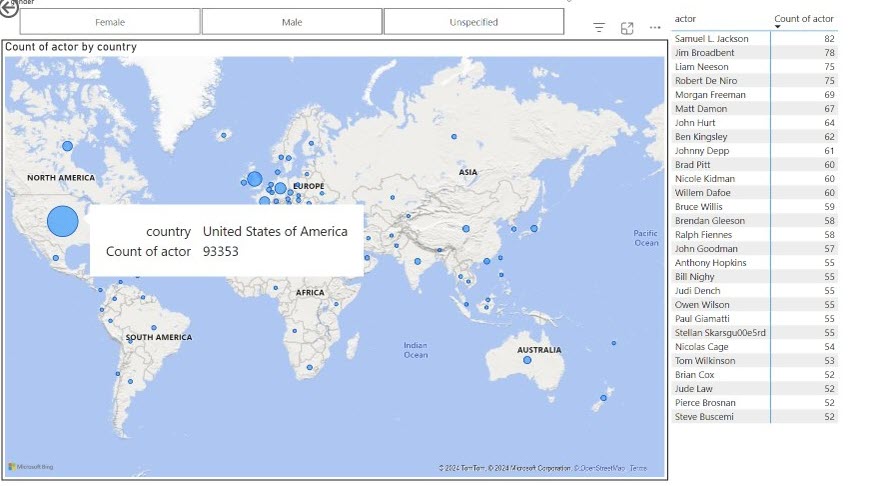 gender
Female
Male
Unspecified
Count of actor by country
NORTH AMERICA
EUROPE
ASIA
country United States of America
Count of actor 93353
Pacific
Ocean
AFRICA
SOUTH AMERICA
Indian
Ocean
AUSTRALIA
Microsoft Bing
© 2024 TomTom, © 2024 Microsoft Corporation, © OpenStreetMap Terms
actor Count of actor
Samuel L. Jackson 82
Jim Broadbent 78
Liam Neeson 75
Robert De Niro 75
Morgan Freeman 69
Matt Damon 67
John Hurt 64
Ben Kingsley 62
Johnny Depp 61
Brad Pitt 60
Nicole Kidman 60
Willem Dafoe 60
Bruce Willis 59
Brendan Gleeson 58
Ralph Fiennes 58
John Goodman 57
Anthony Hopkins 55
Bill Nighy 55
Judi Dench 55
Owen Wilson 55
Paul Giamatti 55
Stellan Skarsgu00e5rd 55
Nicolas Cage 54
Tom Wilkinson 53
Brian Cox 52
Jude Law 52
Pierce Brosnan 52
Steve Buscemi 52